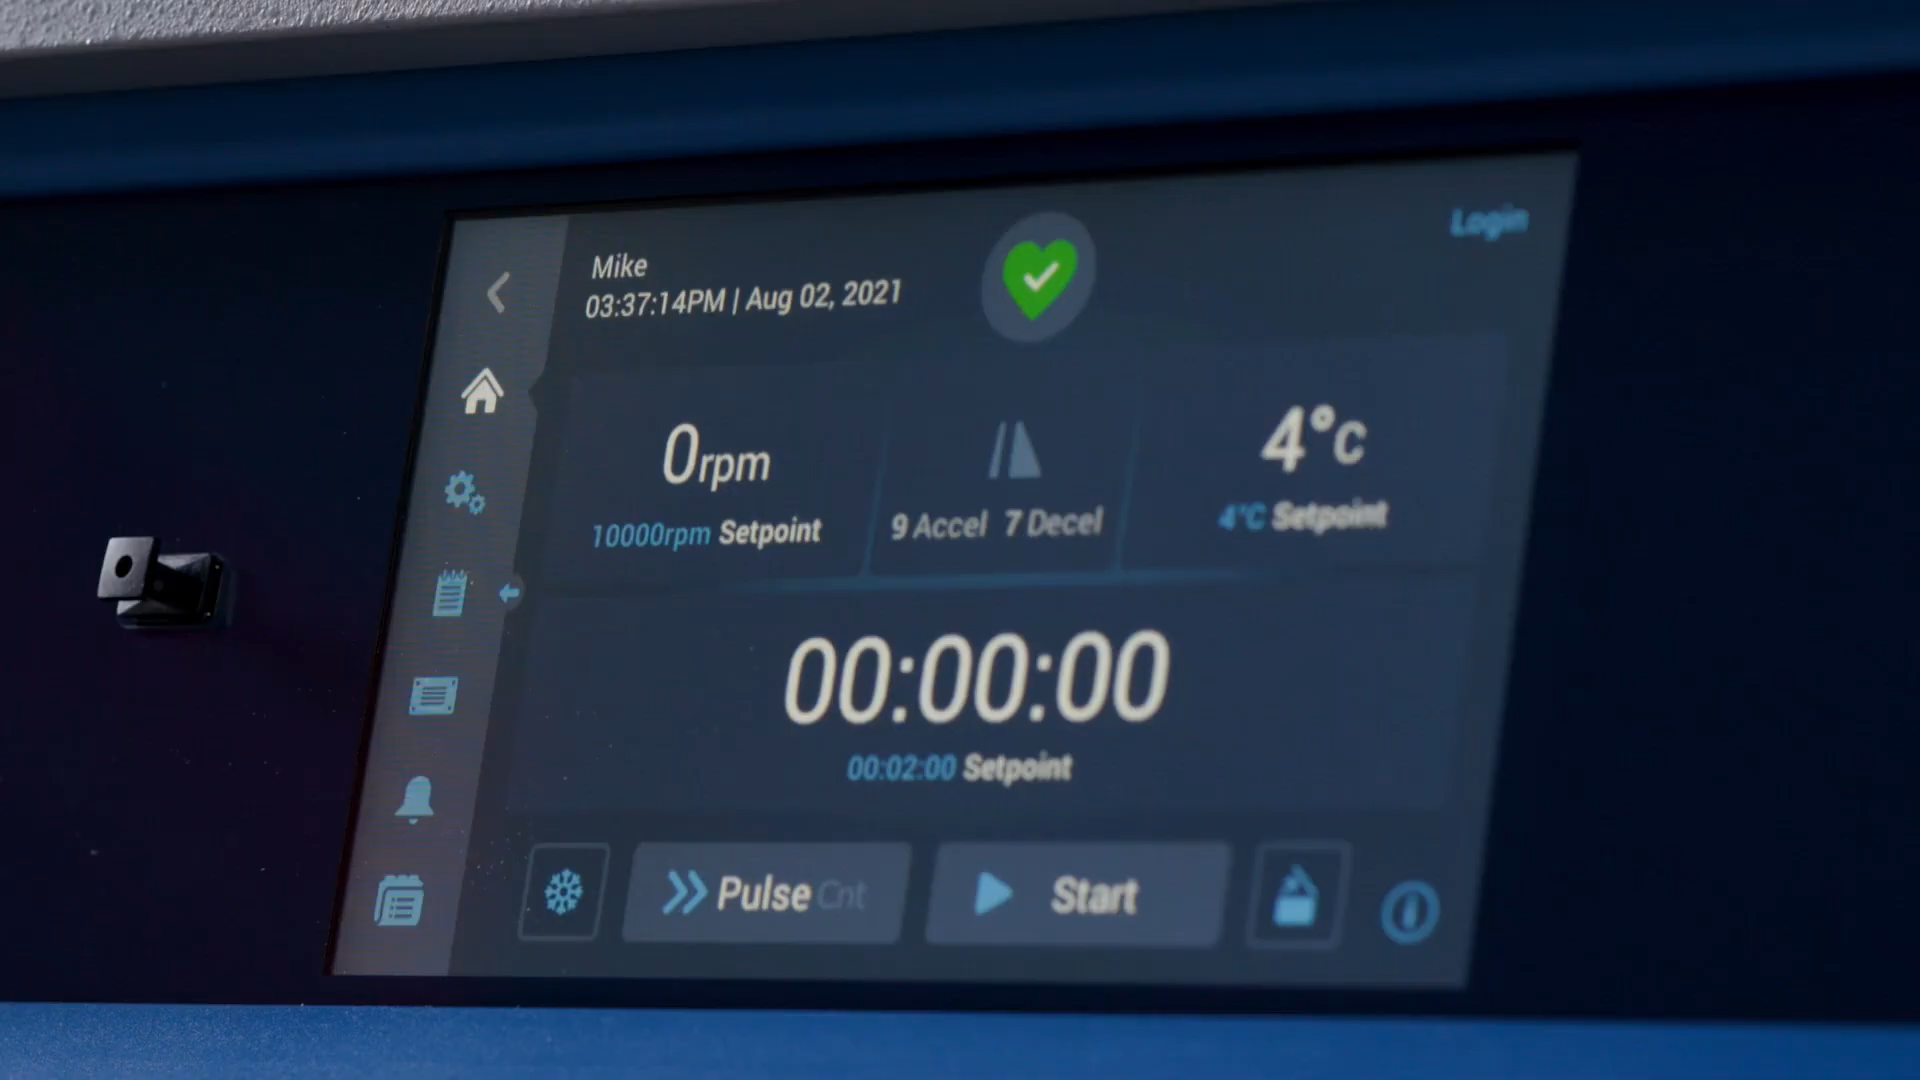 Login
Mike
03:37:14PM | Aug 02, 2021
0rpm
10000rpm Setpoint
9 Accel 7 Decel
4°C
4°C Setpoint
00:00:00
00:02:00 Setpoint
Pulse Cnt
Start